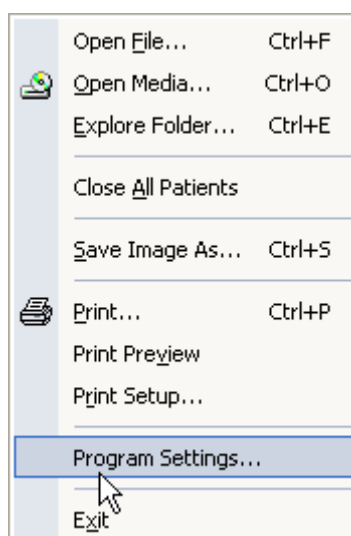 Open File... Ctrl+F
Open Media... Ctrl+O
Explore Folder... Ctrl+E
Close All Patients
Save Image As... Ctrl+S
Print... Ctrl+P
Print Preview
Print Setup...
Program Settings...
Exit